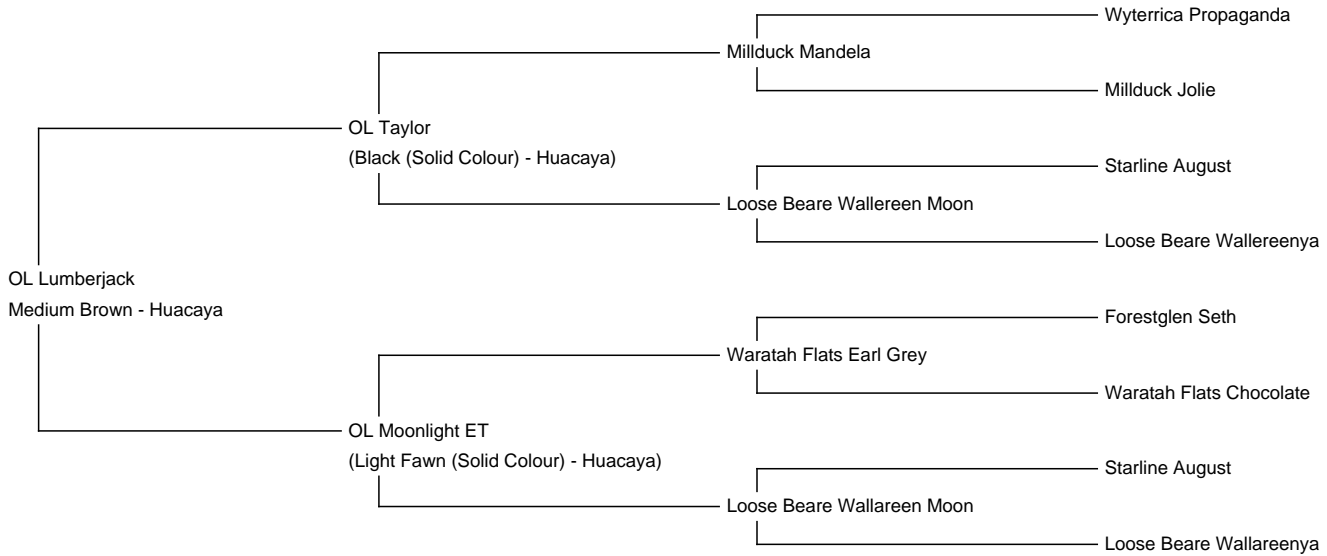 Wyterrica Propaganda
Millduck Mandela
Millduck Jolie
OL Taylor
(Black (Solid Colour) - Huacaya)
Starline August
Loose Beare Wallereen Moon
Loose Beare Wallereenya
OL Lumberjack
Medium Brown - Huacaya
Forestglen Seth
Waratah Flats Earl Grey
Waratah Flats Chocolate
OL Moonlight ET
(Light Fawn (Solid Colour) - Huacaya)
Starline August
Loose Beare Wallareen Moon
Loose Beare Wallareenya